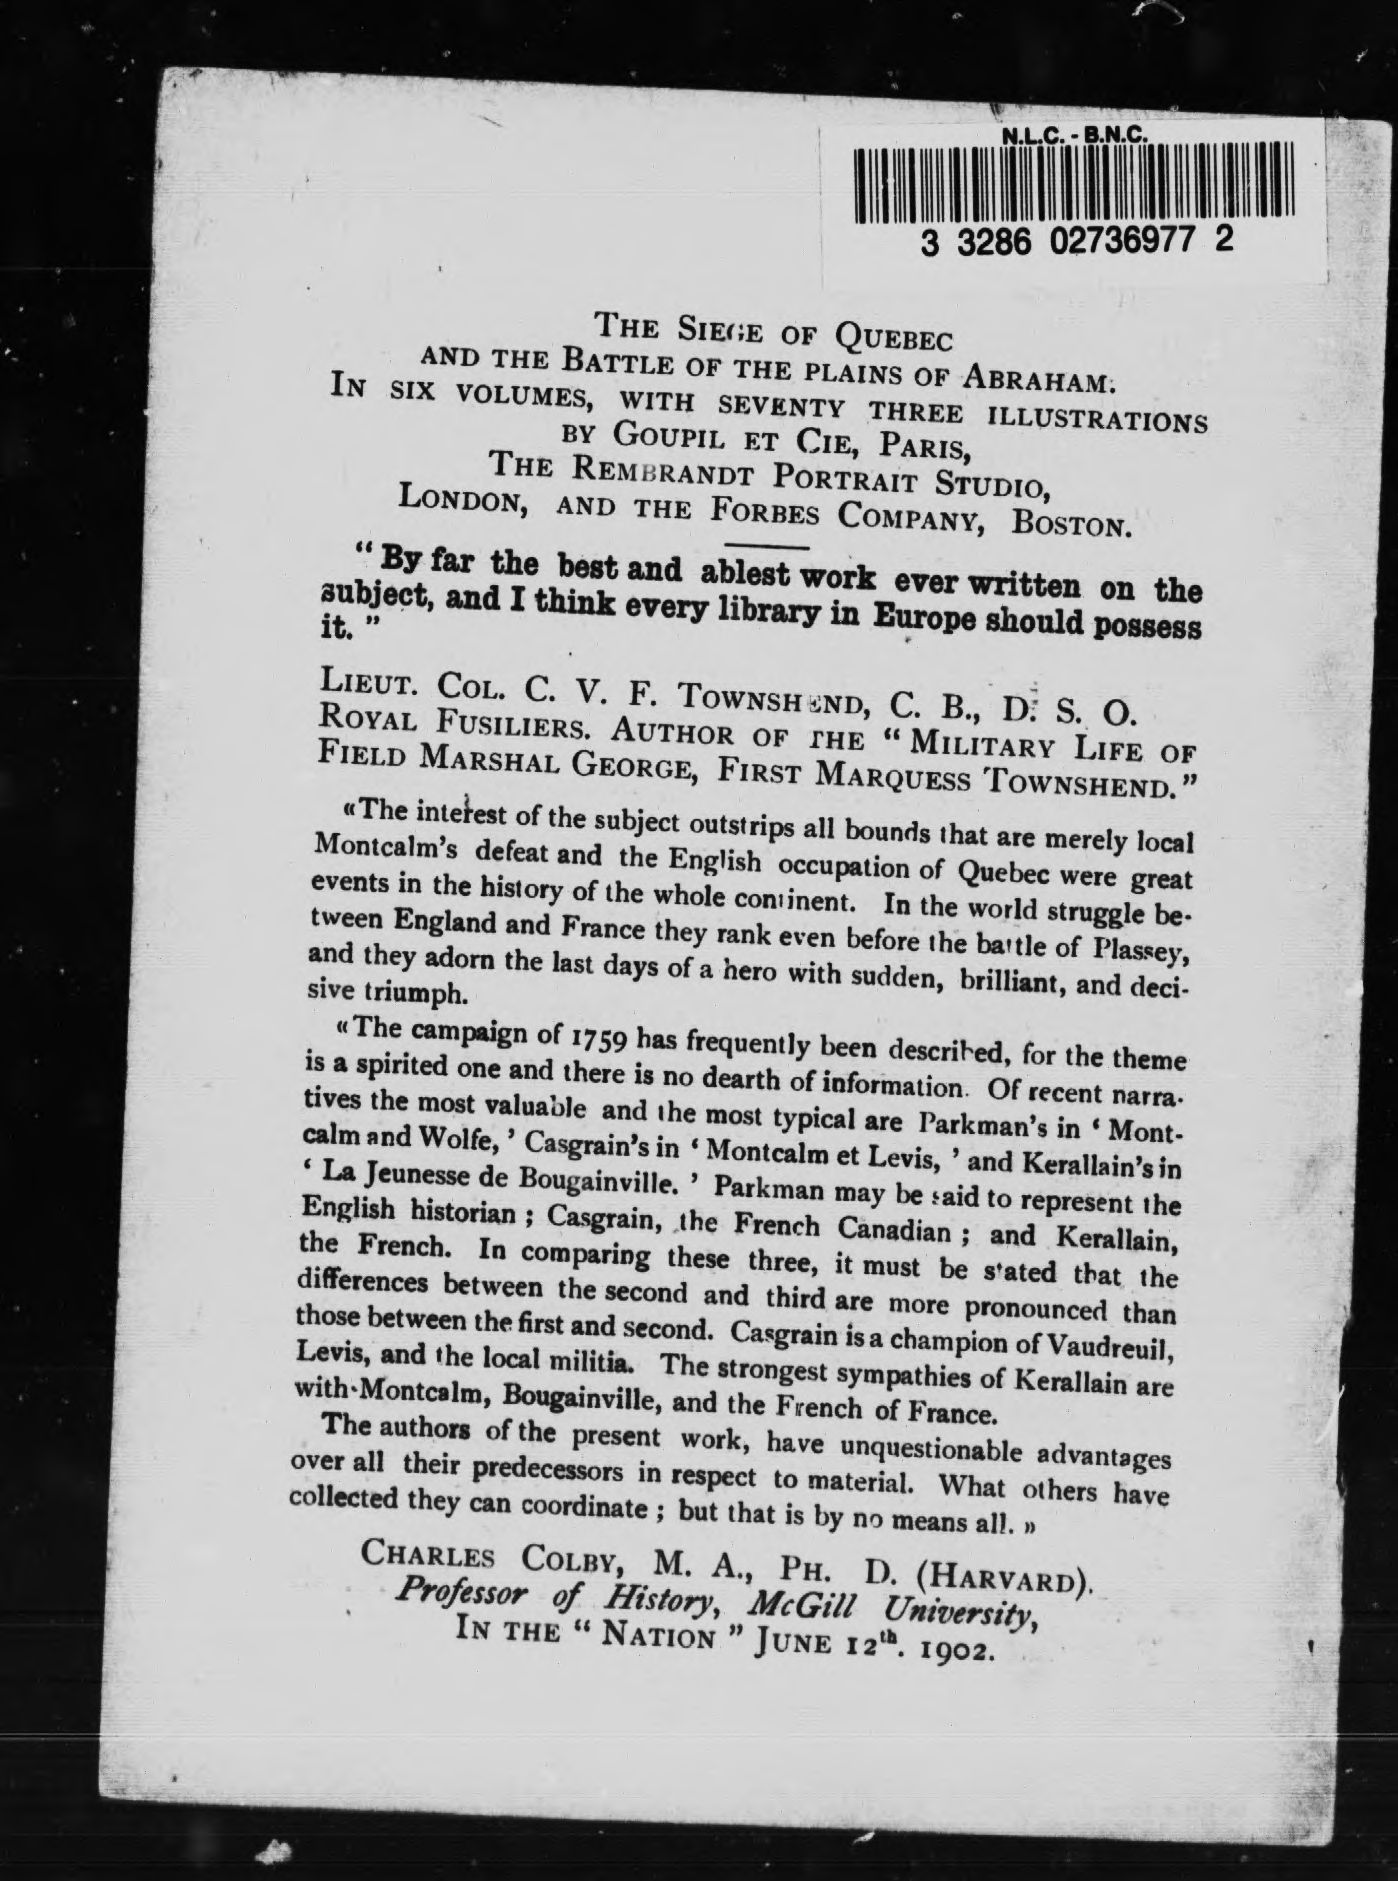 N.L.C. - B.N.C.
3 3286 02736977 2
THE SIEGE OF QUEBEC
AND THE BATTLE OF THE PLAINS OF ABRAHAM.
IN SIX VOLUMES, WITH SEVENTY THREE ILLUSTRATIONS
BY GOUPIL ET CIE, PARIS,
THE REMBRANDT PORTRAIT STUDIO,
LONDON, AND THE FORBES COMPANY, BOSTON.
“ By far the best and ablest work ever written on the
subject, and I think every library in Europe should possess
it. ”
LIEUT. COL. C. V. F. TOWNSHEND, C. B., D. S. O.
ROYAL FUSILIERS. AUTHOR OF THE “ MILITARY LIFE OF
FIELD MARSHAL GEORGE, FIRST MARQUESS TOWNSHEND. ”
«The interest of the subject outstrips all bounds that are merely local
Montcalm's defeat and the English occupation of Quebec were great
events in the history of the whole continent. In the world struggle be-
tween England and France they rank even before the battle of Plassey,
and they adorn the last days of a hero with sudden, brilliant, and deci-
sive triumph.
«The campaign of 1759 has frequently been described, for the theme
is a spirited one and there is no dearth of information. Of recent narra-
tives the most valuable and the most typical are Parkman's in ‘ Mont-
calm and Wolfe, ’ Casgrain's in ‘ Montcalm et Levis, ’ and Kerallain's in
‘ La Jeunesse de Bougainville. ’ Parkman may be said to represent the
English historian ; Casgrain, the French Canadian ; and Kerallain,
the French. In comparing these three, it must be stated that the
differences between the second and third are more pronounced than
those between the first and second. Casgrain is a champion of Vaudreuil,
Levis, and the local militia. The strongest sympathies of Kerallain are
with Montcalm, Bougainville, and the French of France.
The authors of the present work, have unquestionable advantages
over all their predecessors in respect to material. What others have
collected they can coordinate ; but that is by no means all. »
CHARLES COLBY, M. A., PH. D. (HARVARD).
Professor of History, McGill University,
IN THE “ NATION ” JUNE 12th. 1902.